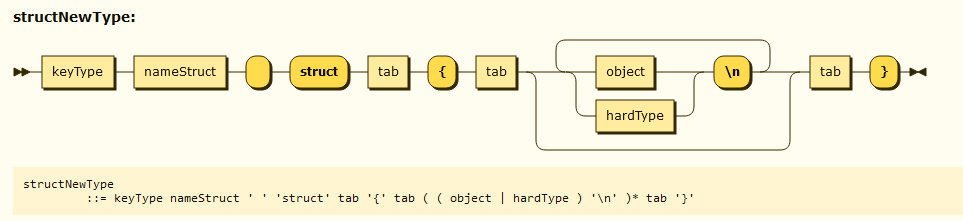 structNewType:
keyType nameStruct struct tab { tab object \n tab }
hardType
structNewType
::= keyType nameStruct ' ' 'struct' tab '{' tab ( ( object | hardType ) '\n' )* tab '}'